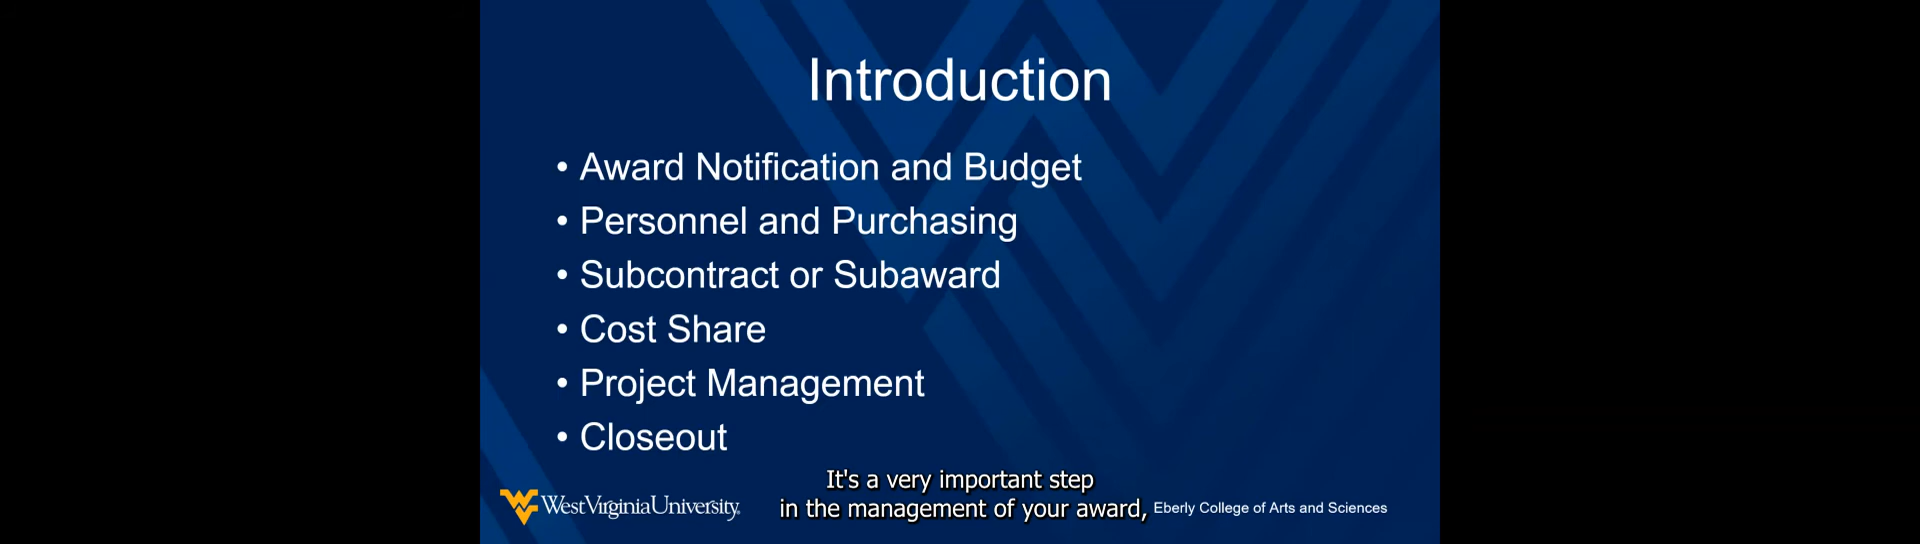 Introduction
• Award Notification and Budget
• Personnel and Purchasing
• Subcontract or Subaward
• Cost Share
• Project Management
• Closeout
It's a very important step
in the management of your award,
WestVirginiaUniversity.
Eberly College of Arts and Sciences